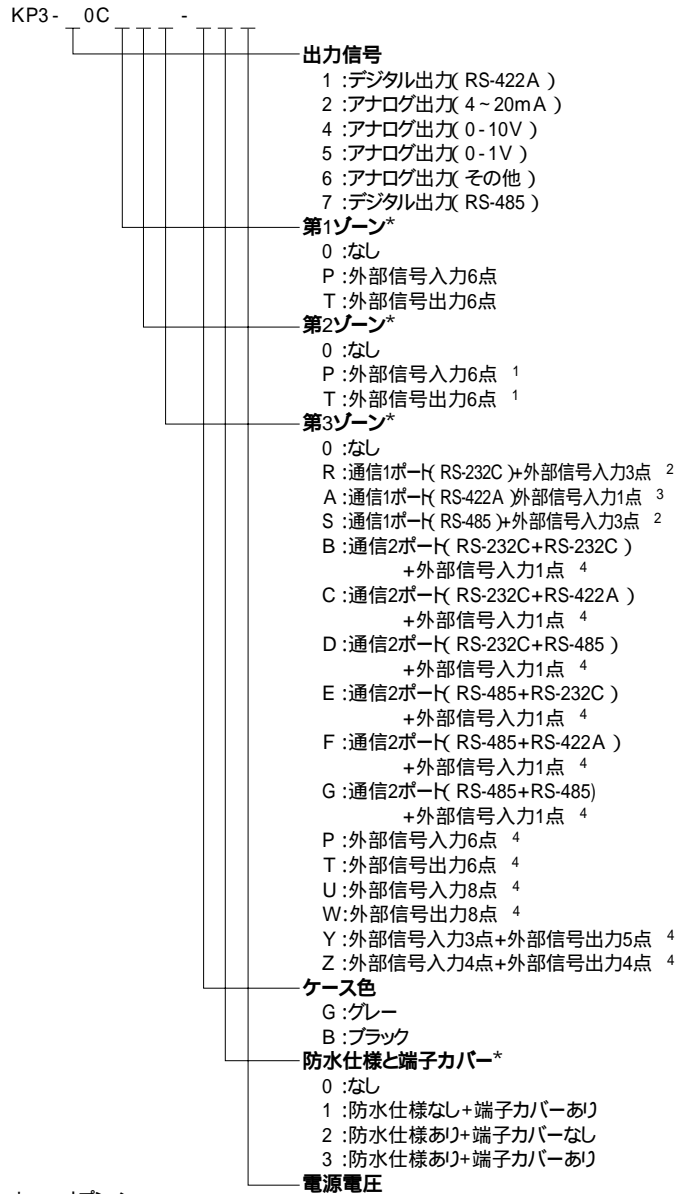 KP3-_0C_ _ _-_ _ _
出力信号
1:デジタル出力(RS-422A)
2:アナログ出力(4~20mA)
4:アナログ出力(0-10V)
5:アナログ出力(0-1V)
6:アナログ出力(その他)
7:デジタル出力(RS-485)
第1ゾーン*
0:なし
P:外部信号入力6点
T:外部信号出力6点
第2ゾーン*
0:なし
P:外部信号入力6点 1
T:外部信号出力6点 1
第3ゾーン*
0:なし
R:通信1ポート(RS-232C)+外部信号入力3点 2
A:通信1ポート(RS-422A)外部信号入力1点 3
S:通信1ポート(RS-485)+外部信号入力3点 2
B:通信2ポート(RS-232C+RS-232C)
+外部信号入力1点 4
C:通信2ポート(RS-232C+RS-422A)
+外部信号入力1点 4
D:通信2ポート(RS-232C+RS-485)
+外部信号入力1点 4
E:通信2ポート(RS-485+RS-232C)
+外部信号入力1点 4
F:通信2ポート(RS-485+RS-422A)
+外部信号入力1点 4
G:通信2ポート(RS-485+RS-485)
+外部信号入力1点 4
P:外部信号入力6点 4
T:外部信号出力6点 4
U:外部信号入力8点 4
W:外部信号出力8点 4
Y:外部信号入力3点+外部信号出力5点 4
Z:外部信号入力4点+外部信号出力4点 4
ケース色
G:グレー
B:ブラック
防水仕様と端子カバー*
0:なし
1:防水仕様なし+端子カバーあり
2:防水仕様あり+端子カバーなし
3:防水仕様あり+端子カバーあり
電源電圧